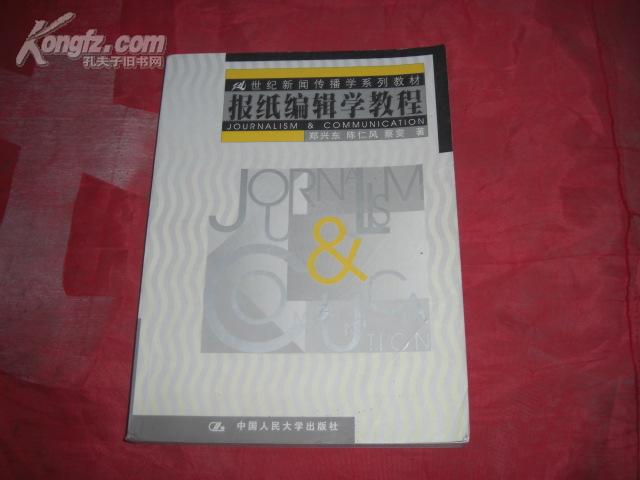 Kongfz.com
孔夫子旧书网
21世纪新闻传播学系列教材
报纸编辑学教程
JOURNALISM & COMMUNICATION
郑兴东 陈仁风 蔡雯 著
JOURNALISM
&
中国人民大学出版社